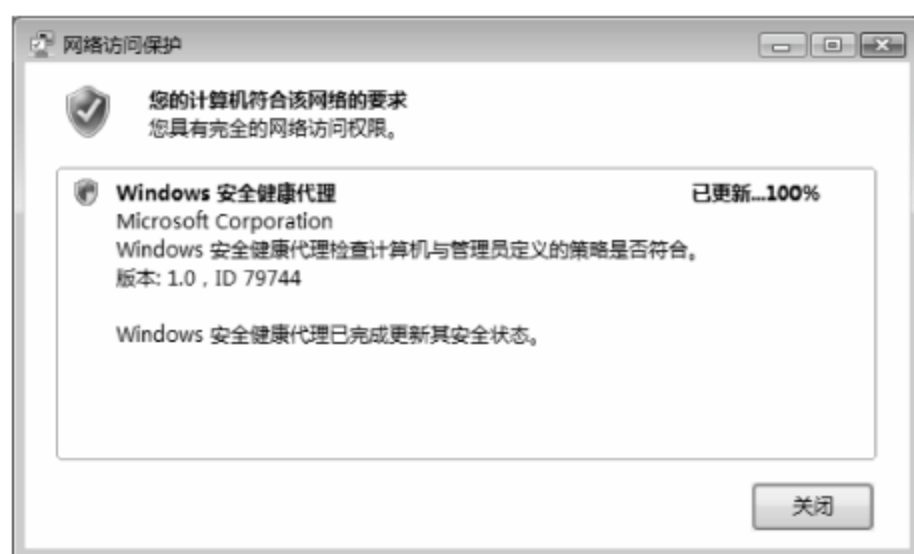 网络访问保护
您的计算机符合该网络的要求
您具有完全的网络访问权限。
Windows 安全健康代理 已更新...100%
Microsoft Corporation
Windows 安全健康代理检查计算机与管理员定义的策略是否符合。
版本: 1.0 , ID 79744
Windows 安全健康代理已完成更新其安全状态。
关闭